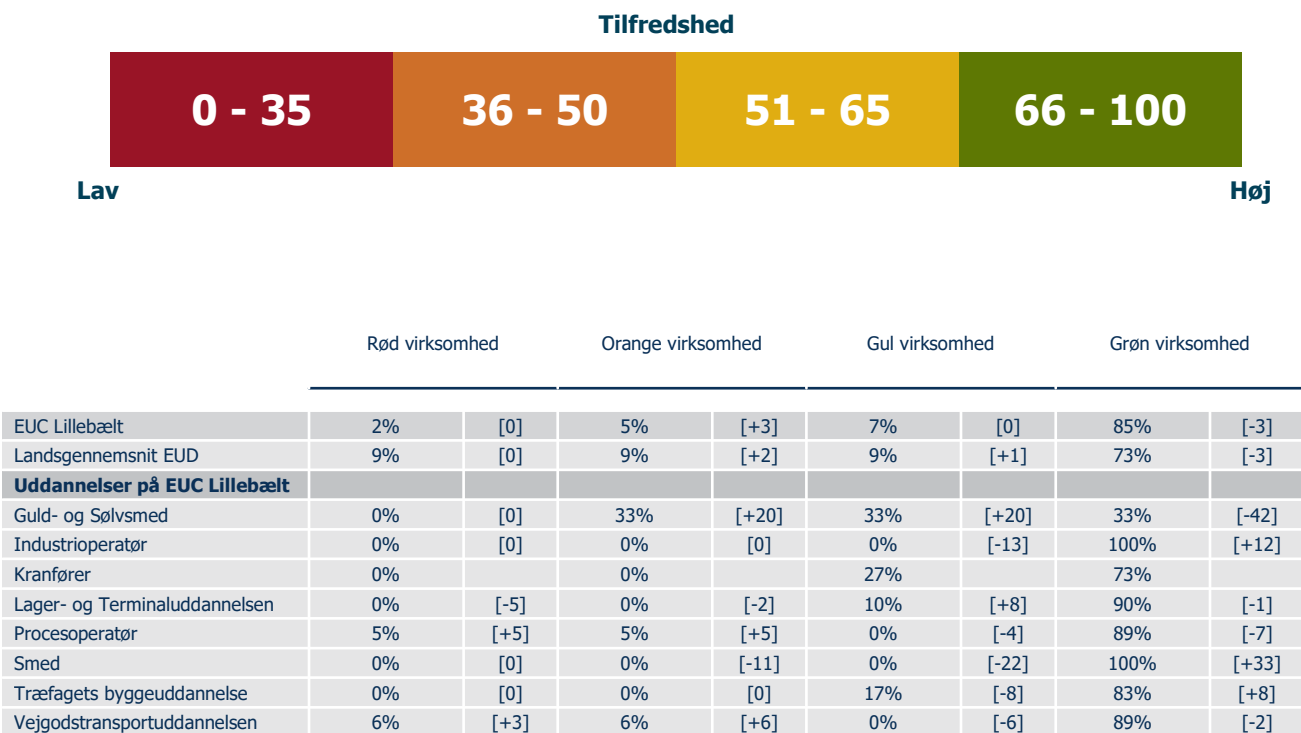 Tilfredshed
0 - 35 36 - 50 51 - 65 66 - 100
Lav Høj
Rød virksomhed Orange virksomhed Gul virksomhed Grøn virksomhed
EUC Lillebælt 2% [0] 5% [+3] 7% [0] 85% [-3]
Landsgennemsnit EUD 9% [0] 9% [+2] 9% [+1] 73% [-3]
Uddannelser på EUC Lillebælt
Guld- og Sølvsmed 0% [0] 33% [+20] 33% [+20] 33% [-42]
Industrioperatør 0% [0] 0% [0] 0% [-13] 100% [+12]
Kranfører 0% 0% 27% 73%
Lager- og Terminaluddannelsen 0% [-5] 0% [-2] 10% [+8] 90% [-1]
Procesoperatør 5% [+5] 5% [+5] 0% [-4] 89% [-7]
Smed 0% [0] 0% [-11] 0% [-22] 100% [+33]
Træfagets byggeuddannelse 0% [0] 0% [0] 17% [-8] 83% [+8]
Vejgodstransportuddannelsen 6% [+3] 6% [+6] 0% [-6] 89% [-2]